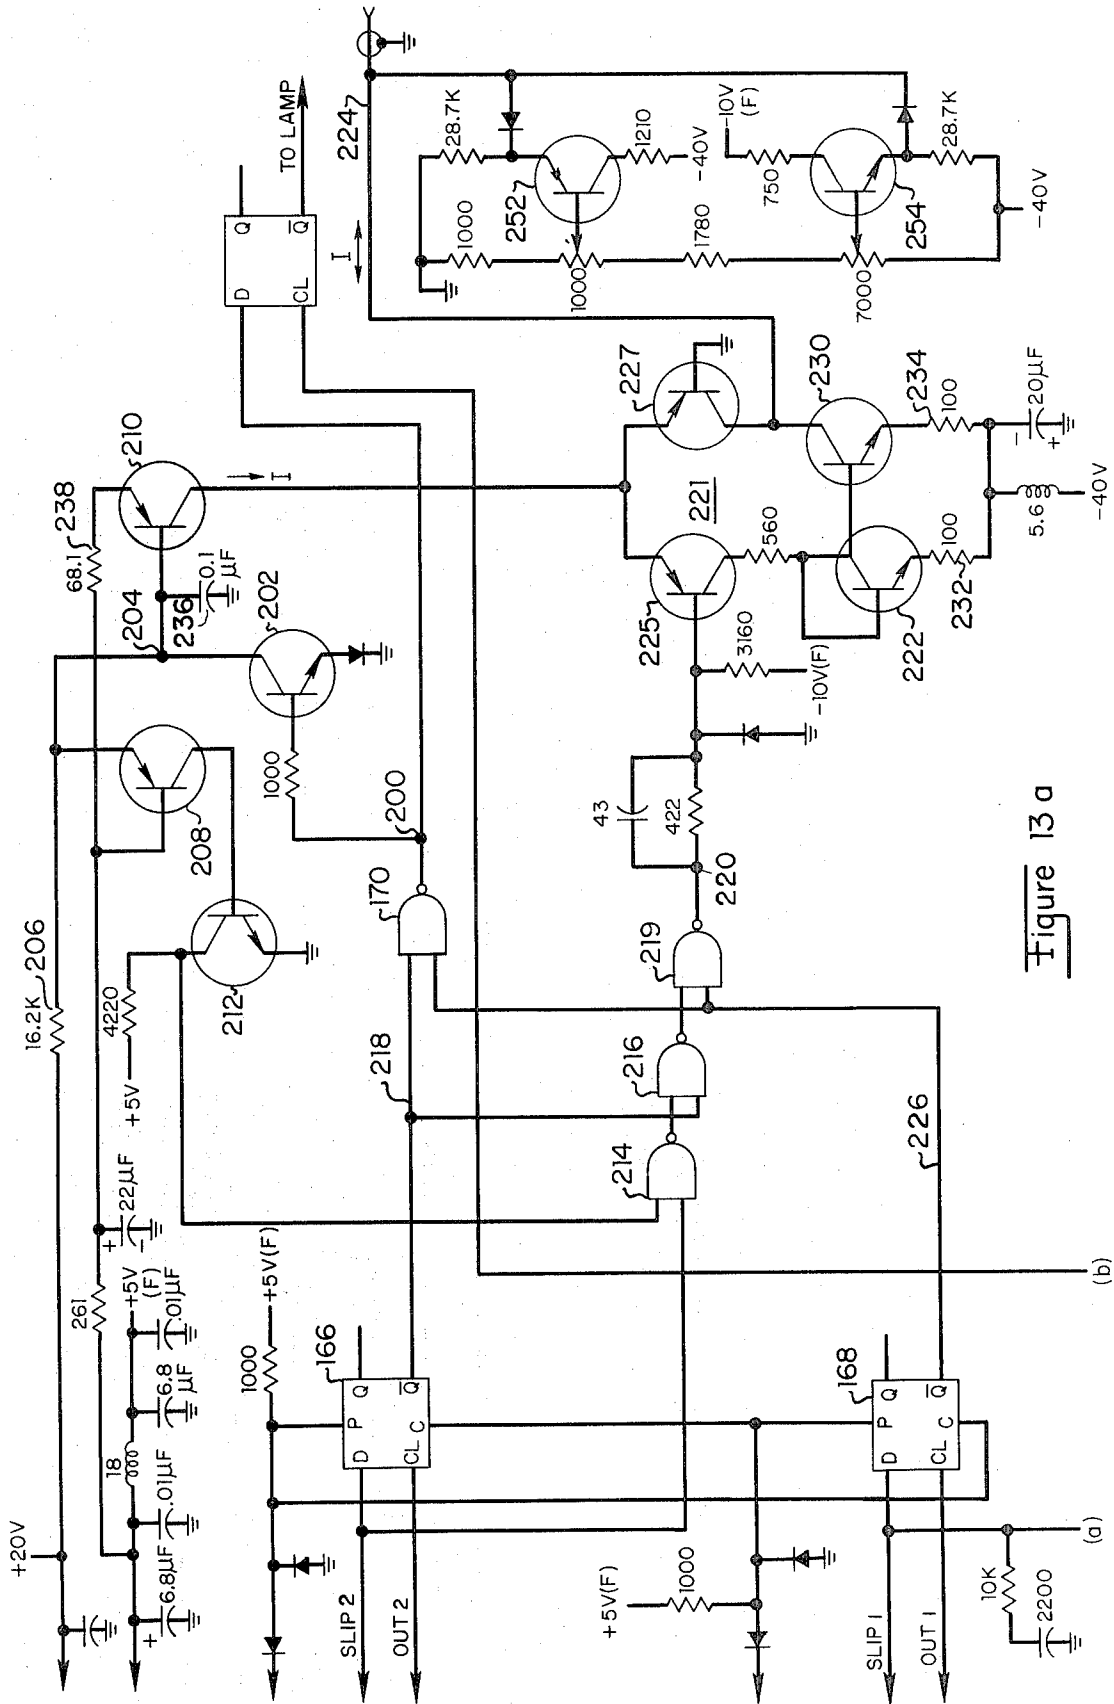 +20V
16.2K
206
6.8µF
.01µF
18
6.8
µF
.01µF
+5V
(F)
261
+
22µF
-
+
+5V
4220
212
208
204
236
0.1
µF
202
68.1
238
210
I
1000
200
170
1000
+5V(F)
166
D
P
Q
CL
C
Q
SLIP 2
OUT 2
218
214
216
219
220
43
422
3160
-10V(F)
225
221
227
560
222
230
232
100
234
100
5.6
-40V
20µF
-
+
D
Q
CL
Q
TO LAMP
I
224
1000
28.7K
252
1000
1210
-40V
1780
-10V
(F)
750
7000
254
28.7K
-40V
+5V(F)
1000
168
D
P
Q
CL
C
Q
226
SLIP 1
OUT 1
10K
2200
(a)
(b)
Figure 13 a